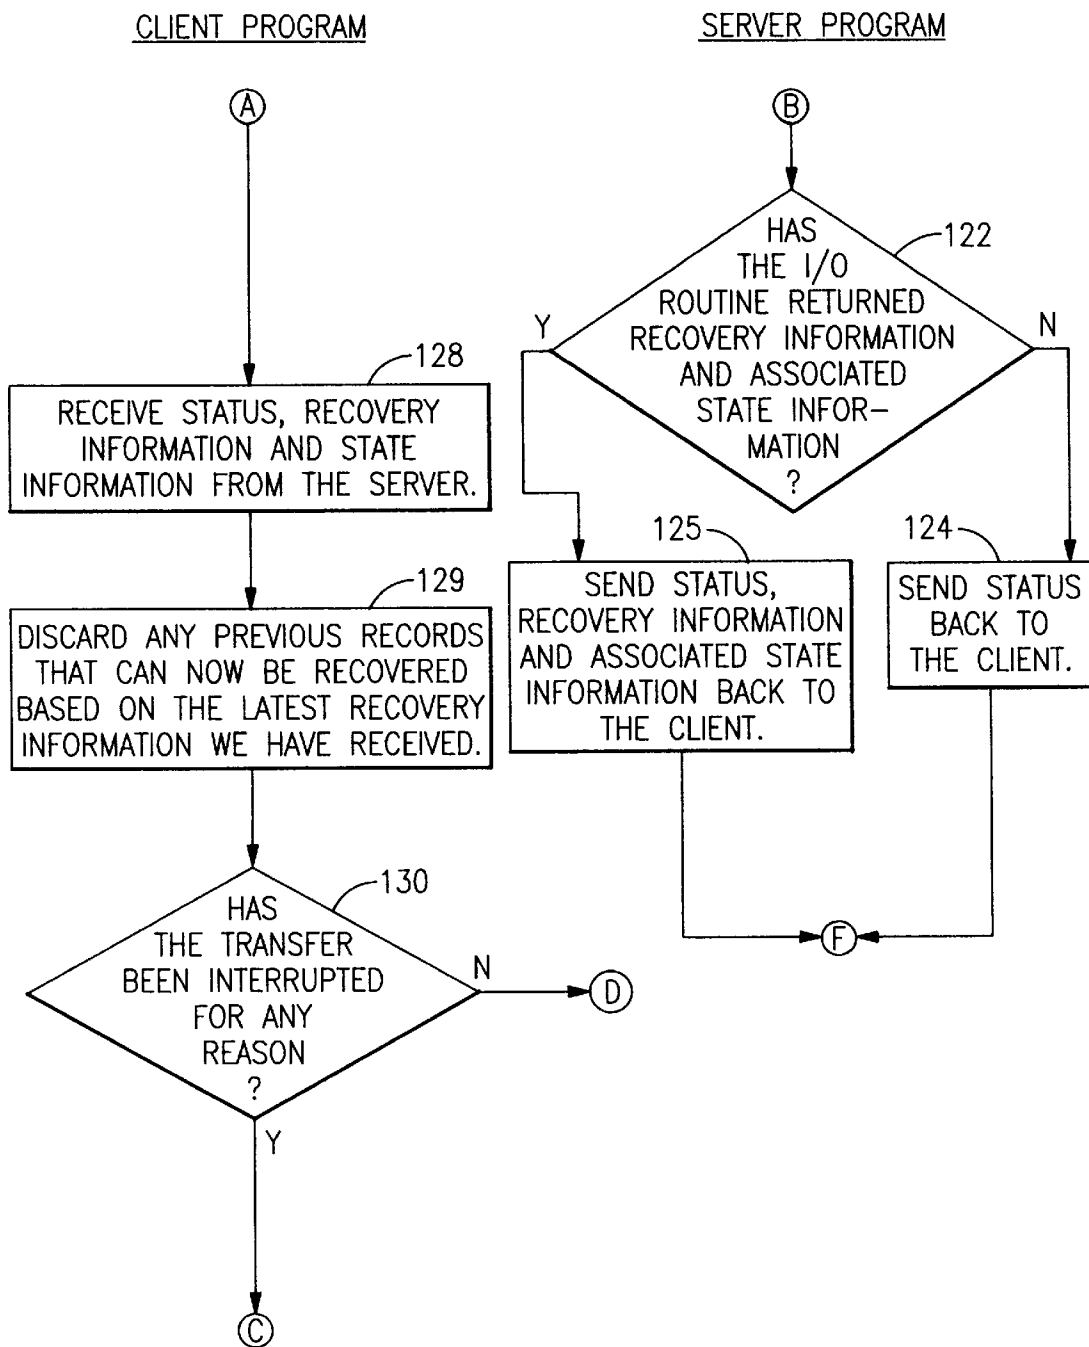 CLIENT PROGRAM
A
128
RECEIVE STATUS, RECOVERY
INFORMATION AND STATE
INFORMATION FROM THE SERVER.
129
DISCARD ANY PREVIOUS RECORDS
THAT CAN NOW BE RECOVERED
BASED ON THE LATEST RECOVERY
INFORMATION WE HAVE RECEIVED.
130
HAS
THE TRANSFER
BEEN INTERRUPTED
FOR ANY
REASON
?
N
D
Y
C
SERVER PROGRAM
B
122
HAS
THE I/O
ROUTINE RETURNED
RECOVERY INFORMATION
AND ASSOCIATED
STATE INFOR-
MATION
?
Y
N
125
SEND STATUS,
RECOVERY INFORMATION
AND ASSOCIATED STATE
INFORMATION BACK TO
THE CLIENT.
124
SEND STATUS
BACK TO
THE CLIENT.
F